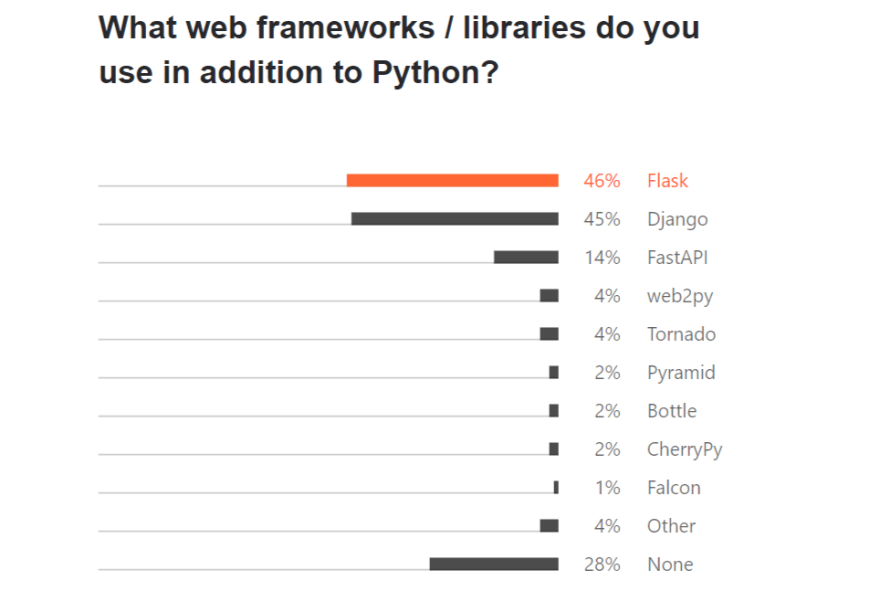 What web frameworks / libraries do you
use in addition to Python?
46% Flask
45% Django
14% FastAPI
4% web2py
4% Tornado
2% Pyramid
2% Bottle
2% CherryPy
1% Falcon
4% Other
28% None